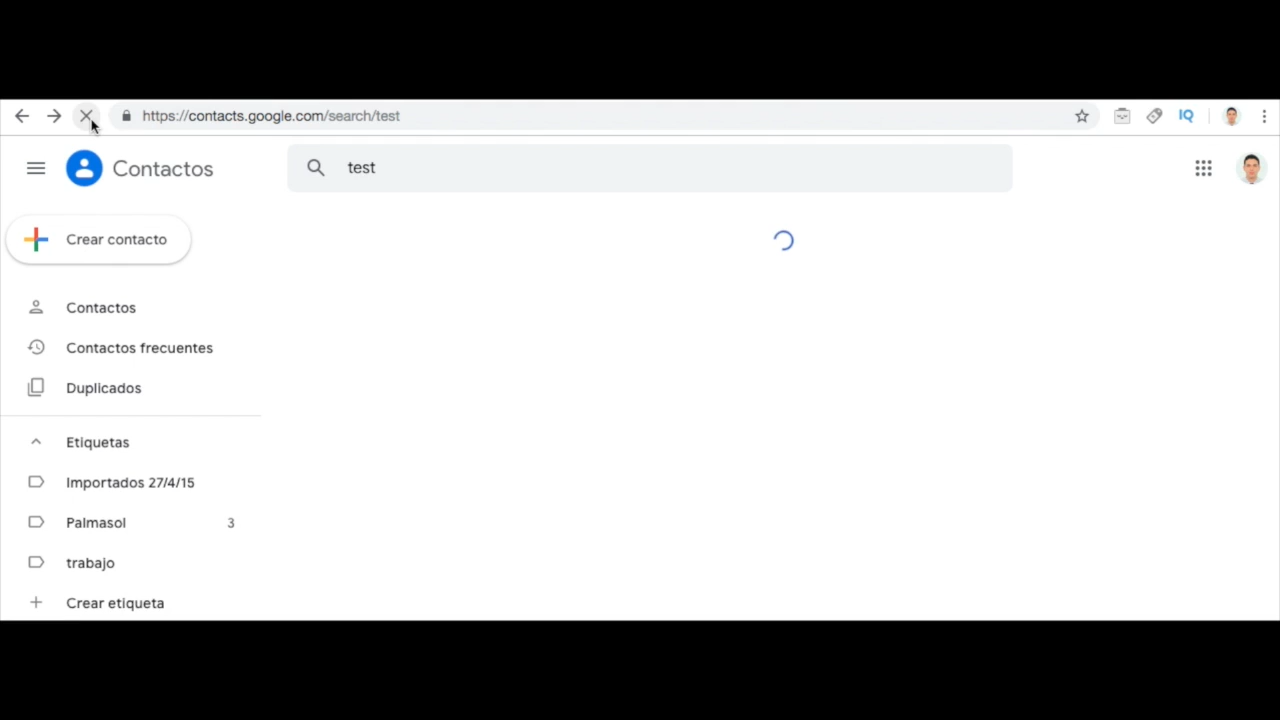 https://contacts.google.com/search/test
IQ
Contactos
test
Crear contacto
Contactos
Contactos frecuentes
Duplicados
Etiquetas
Importados 27/4/15
Palmasol 3
trabajo
Crear etiqueta